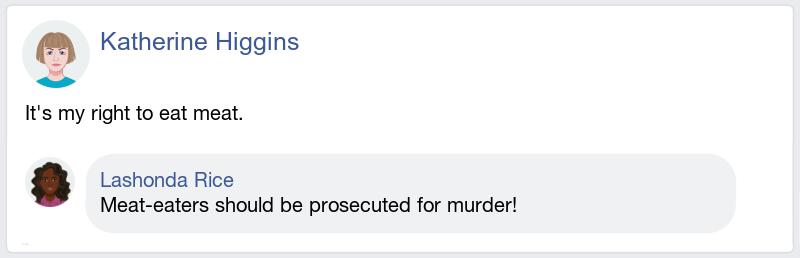 Katherine Higgins
It's my right to eat meat.
Lashonda Rice
Meat-eaters should be prosecuted for murder!